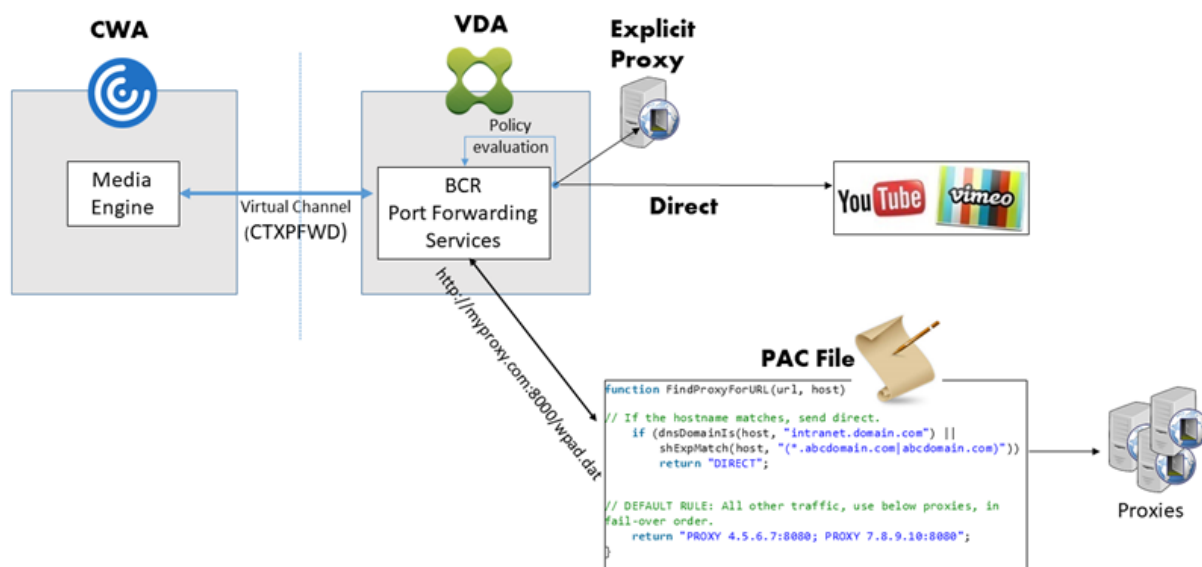 CWA
VDA
Explicit
Proxy
Policy
evaluation
Media
Engine
Virtual Channel
(CTXPFWD)
BCR
Port Forwarding
Services
Direct
YouTube
vimeo
http://myproxy.com:8000/wpad.dat
PAC File
function FindProxyForURL(url, host)
// If the hostname matches, send direct.
if (dnsDomainIs(host, "intranet.domain.com") ||
shExpMatch(host, "(*.abcdomain.com|abcdomain.com)"))
return "DIRECT";
// DEFAULT RULE: All other traffic, use below proxies, in
fail-over order.
return "PROXY 4.5.6.7:8080; PROXY 7.8.9.10:8080";
}
Proxies